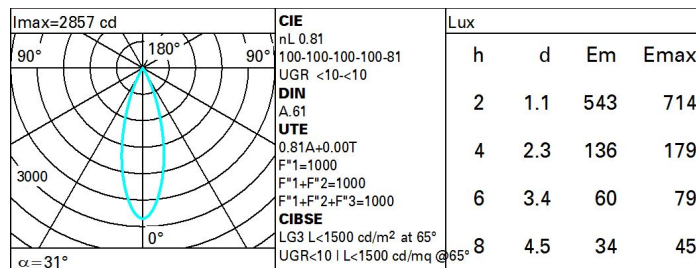 Imax=2857 cd
90°
180°
90°
3000
0°
α=31°
CIE
nL 0.81
100-100-100-100-81
UGR <10-<10
DIN
A.61
UTE
0.81A+0.00T
F"1=1000
F"1+F"2=1000
F"1+F"2+F"3=1000
CIBSE
LG3 L<1500 cd/m² at 65°
UGR<10 | L<1500 cd/mq @65°
Lux
h d Em Emax
2 1.1 543 714
4 2.3 136 179
6 3.4 60 79
8 4.5 34 45